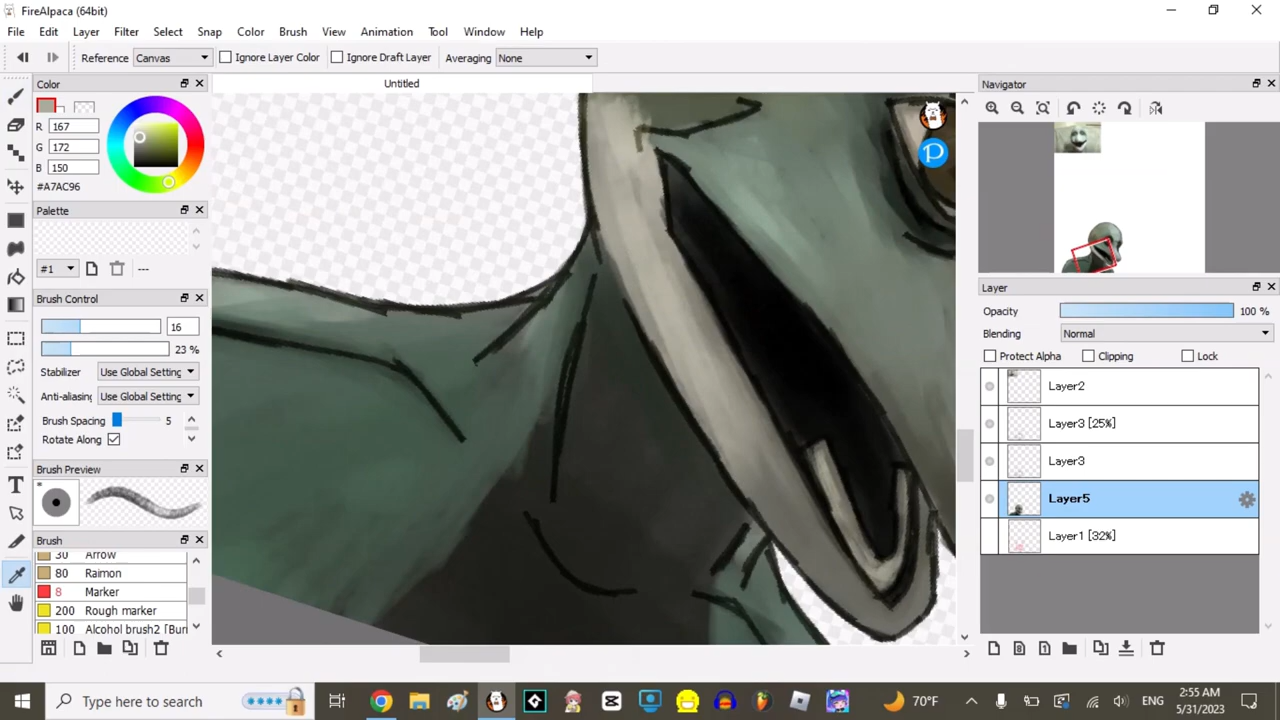 FireAlpaca (64bit)
File Edit Layer Filter Select Snap Color Brush View Animation Tool Window Help
Reference Canvas Ignore Layer Color Ignore Draft Layer Averaging None
Color
Untitled
Navigator
R 167
G 172
B 150
#A7AC96
Palette
#1 ---
Brush Control
16
23 %
Stabilizer Use Global Setting
Anti-aliasing Use Global Setting
Brush Spacing 5
Rotate Along
Brush Preview
Brush
30 Arrow
80 Raimon
8 Marker
200 Rough marker
100 Alcohol brush2 [Bun
Layer
Opacity 100 %
Blending Normal
Protect Alpha Clipping Lock
Layer2
Layer3 [25%]
Layer3
Layer5
Layer1 [32%]
Type here to search
70°F
ENG
2:55 AM
5/31/2023